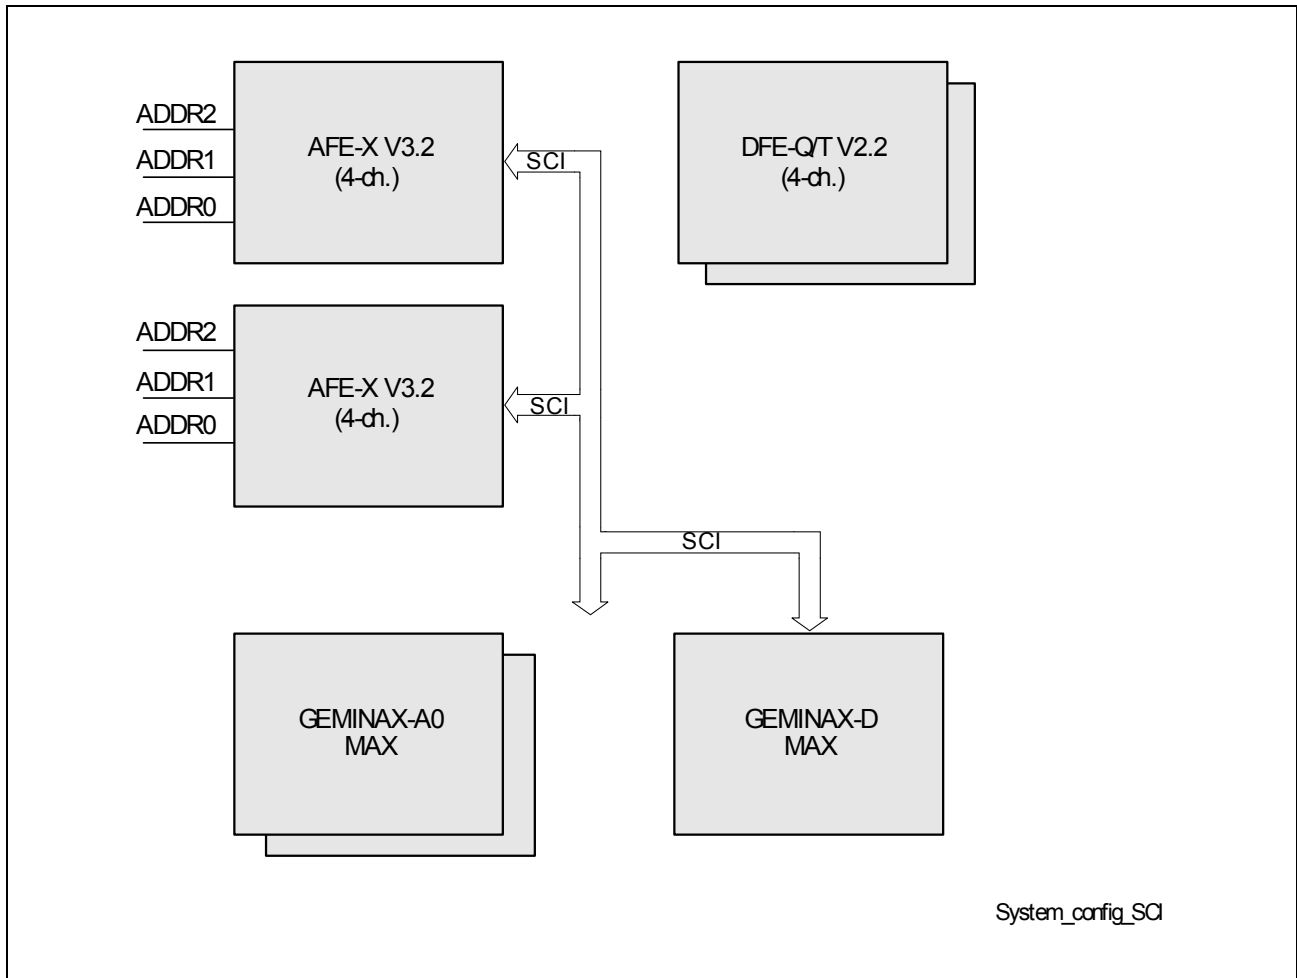 ADDR2
ADDR1
ADDR0
AFE-X V3.2
(4-ch.)
SCI
DFE-Q/T V2.2
(4-ch.)
ADDR2
ADDR1
ADDR0
AFE-X V3.2
(4-ch.)
SCI
SCI
GEMINAX-A0
MAX
GEMINAX-D
MAX
System_config_SCI